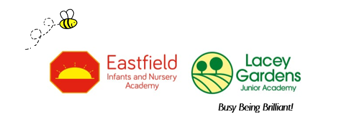 Eastfield
Infants and Nursery
Academy
Lacey
Gardens
Junior Academy
Busy Being Brilliant!